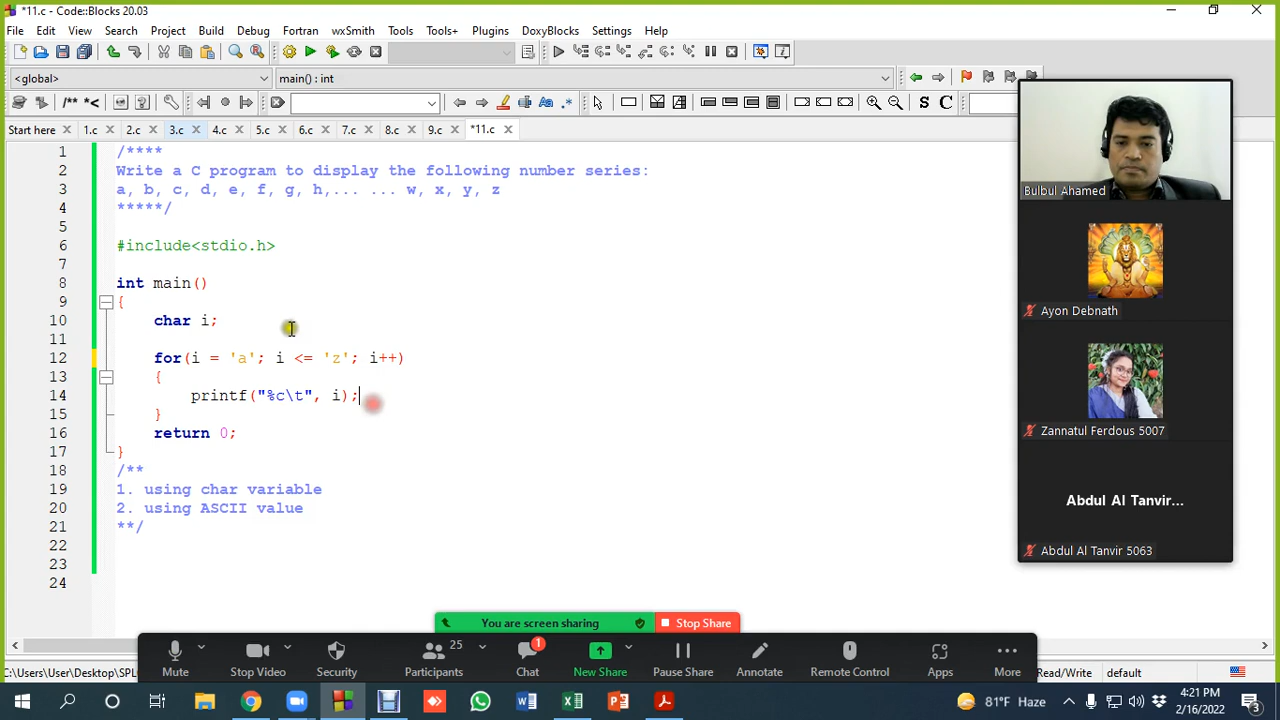 *11.c - Code::Blocks 20.03
File Edit View Search Project Build Debug Fortran wxSmith Tools Tools+ Plugins DoxyBlocks Settings Help
<global> main() : int
/** *<
S C
Start here 1.c 2.c 3.c 4.c 5.c 6.c 7.c 8.c 9.c *11.c
1 /****
2 Write a C program to display the following number series:
3 a, b, c, d, e, f, g, h,... ... w, x, y, z
4 *****/
5
6 #include<stdio.h>
7
8 int main()
9 {
10 char i;
11
12 for(i = 'a'; i <= 'z'; i++)
13 {
14 printf("%c\t", i);
15 }
16 return 0;
17 }
18 /**
19 1. using char variable
20 2. using ASCII value
21 **/
22
23
24
Bulbul Ahamed
Ayon Debnath
Zannatul Ferdous 5007
Abdul Al Tanvir...
Abdul Al Tanvir 5063
You are screen sharing Stop Share
25 1
Mute Stop Video Security Participants Chat New Share Pause Share Annotate Remote Control Apps More
C:\Users\User\Desktop\SPL Read/Write default
81°F Haze
4:21 PM
2/16/2022
3